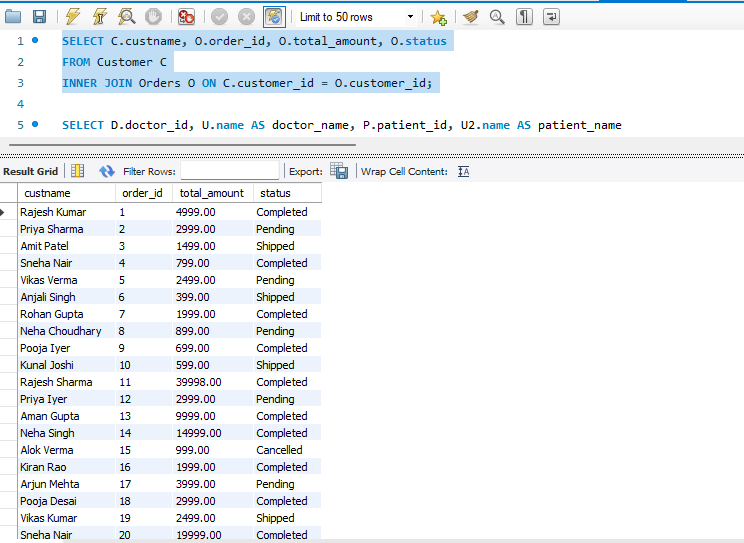 Limit to 50 rows
1 SELECT C.custname, O.order_id, O.total_amount, O.status
2 FROM Customer C
3 INNER JOIN Orders O ON C.customer_id = O.customer_id;
4
5 SELECT D.doctor_id, U.name AS doctor_name, P.patient_id, U2.name AS patient_name
Result Grid Filter Rows: Export: Wrap Cell Content:
custname order_id total_amount status
Rajesh Kumar 1 4999.00 Completed
Priya Sharma 2 2999.00 Pending
Amit Patel 3 1499.00 Shipped
Sneha Nair 4 799.00 Completed
Vikas Verma 5 2499.00 Pending
Anjali Singh 6 399.00 Shipped
Rohan Gupta 7 1999.00 Completed
Neha Choudhary 8 899.00 Pending
Pooja Iyer 9 699.00 Completed
Kunal Joshi 10 599.00 Shipped
Rajesh Sharma 11 39998.00 Completed
Priya Iyer 12 2999.00 Pending
Aman Gupta 13 9999.00 Completed
Neha Singh 14 14999.00 Completed
Alok Verma 15 999.00 Cancelled
Kiran Rao 16 1999.00 Completed
Arjun Mehta 17 3999.00 Pending
Pooja Desai 18 2999.00 Completed
Vikas Kumar 19 2499.00 Shipped
Sneha Nair 20 19999.00 Completed